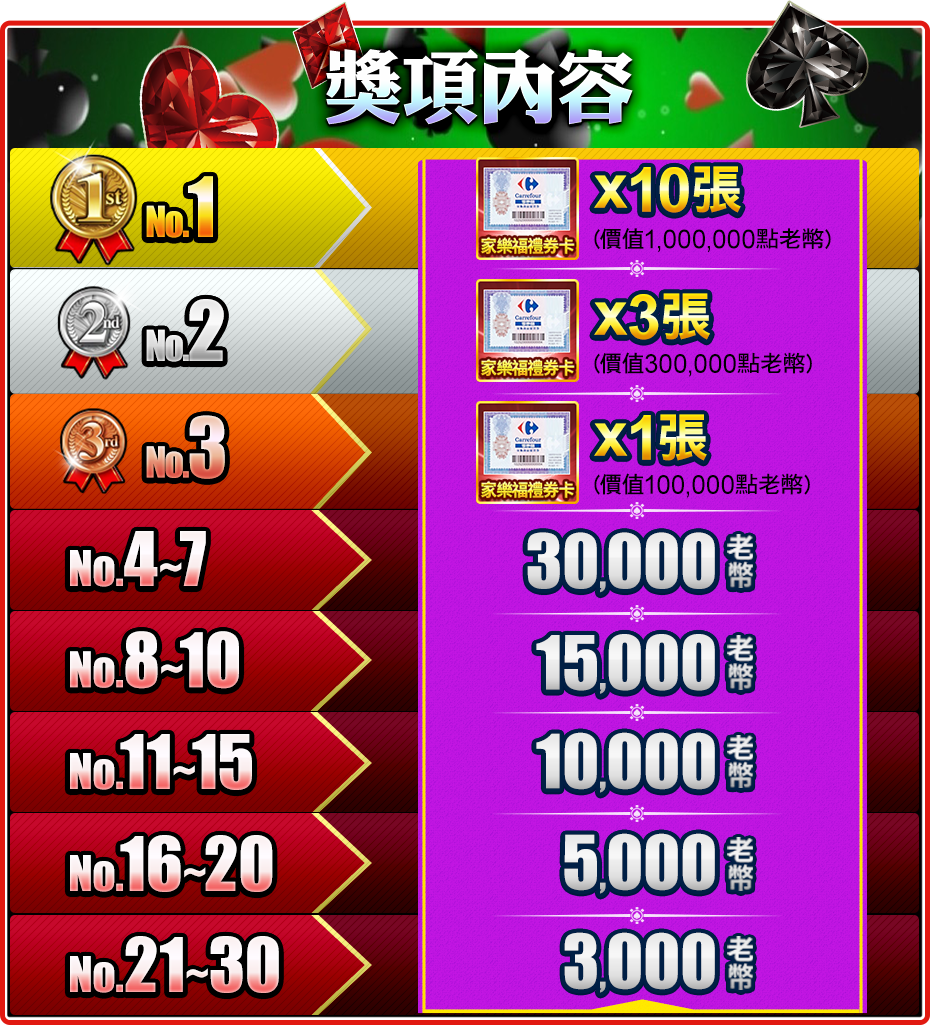 獎項內容
1st No.1
Carrefour
家樂福禮券卡
x10張
(價值1,000,000點老幣)
2nd No.2
Carrefour
家樂福禮券卡
x3張
(價值300,000點老幣)
3rd No.3
Carrefour
家樂福禮券卡
x1張
(價值100,000點老幣)
No.4~7
30,000老幣
No.8~10
15,000老幣
No.11~15
10,000老幣
No.16~20
5,000老幣
No.21~30
3,000老幣